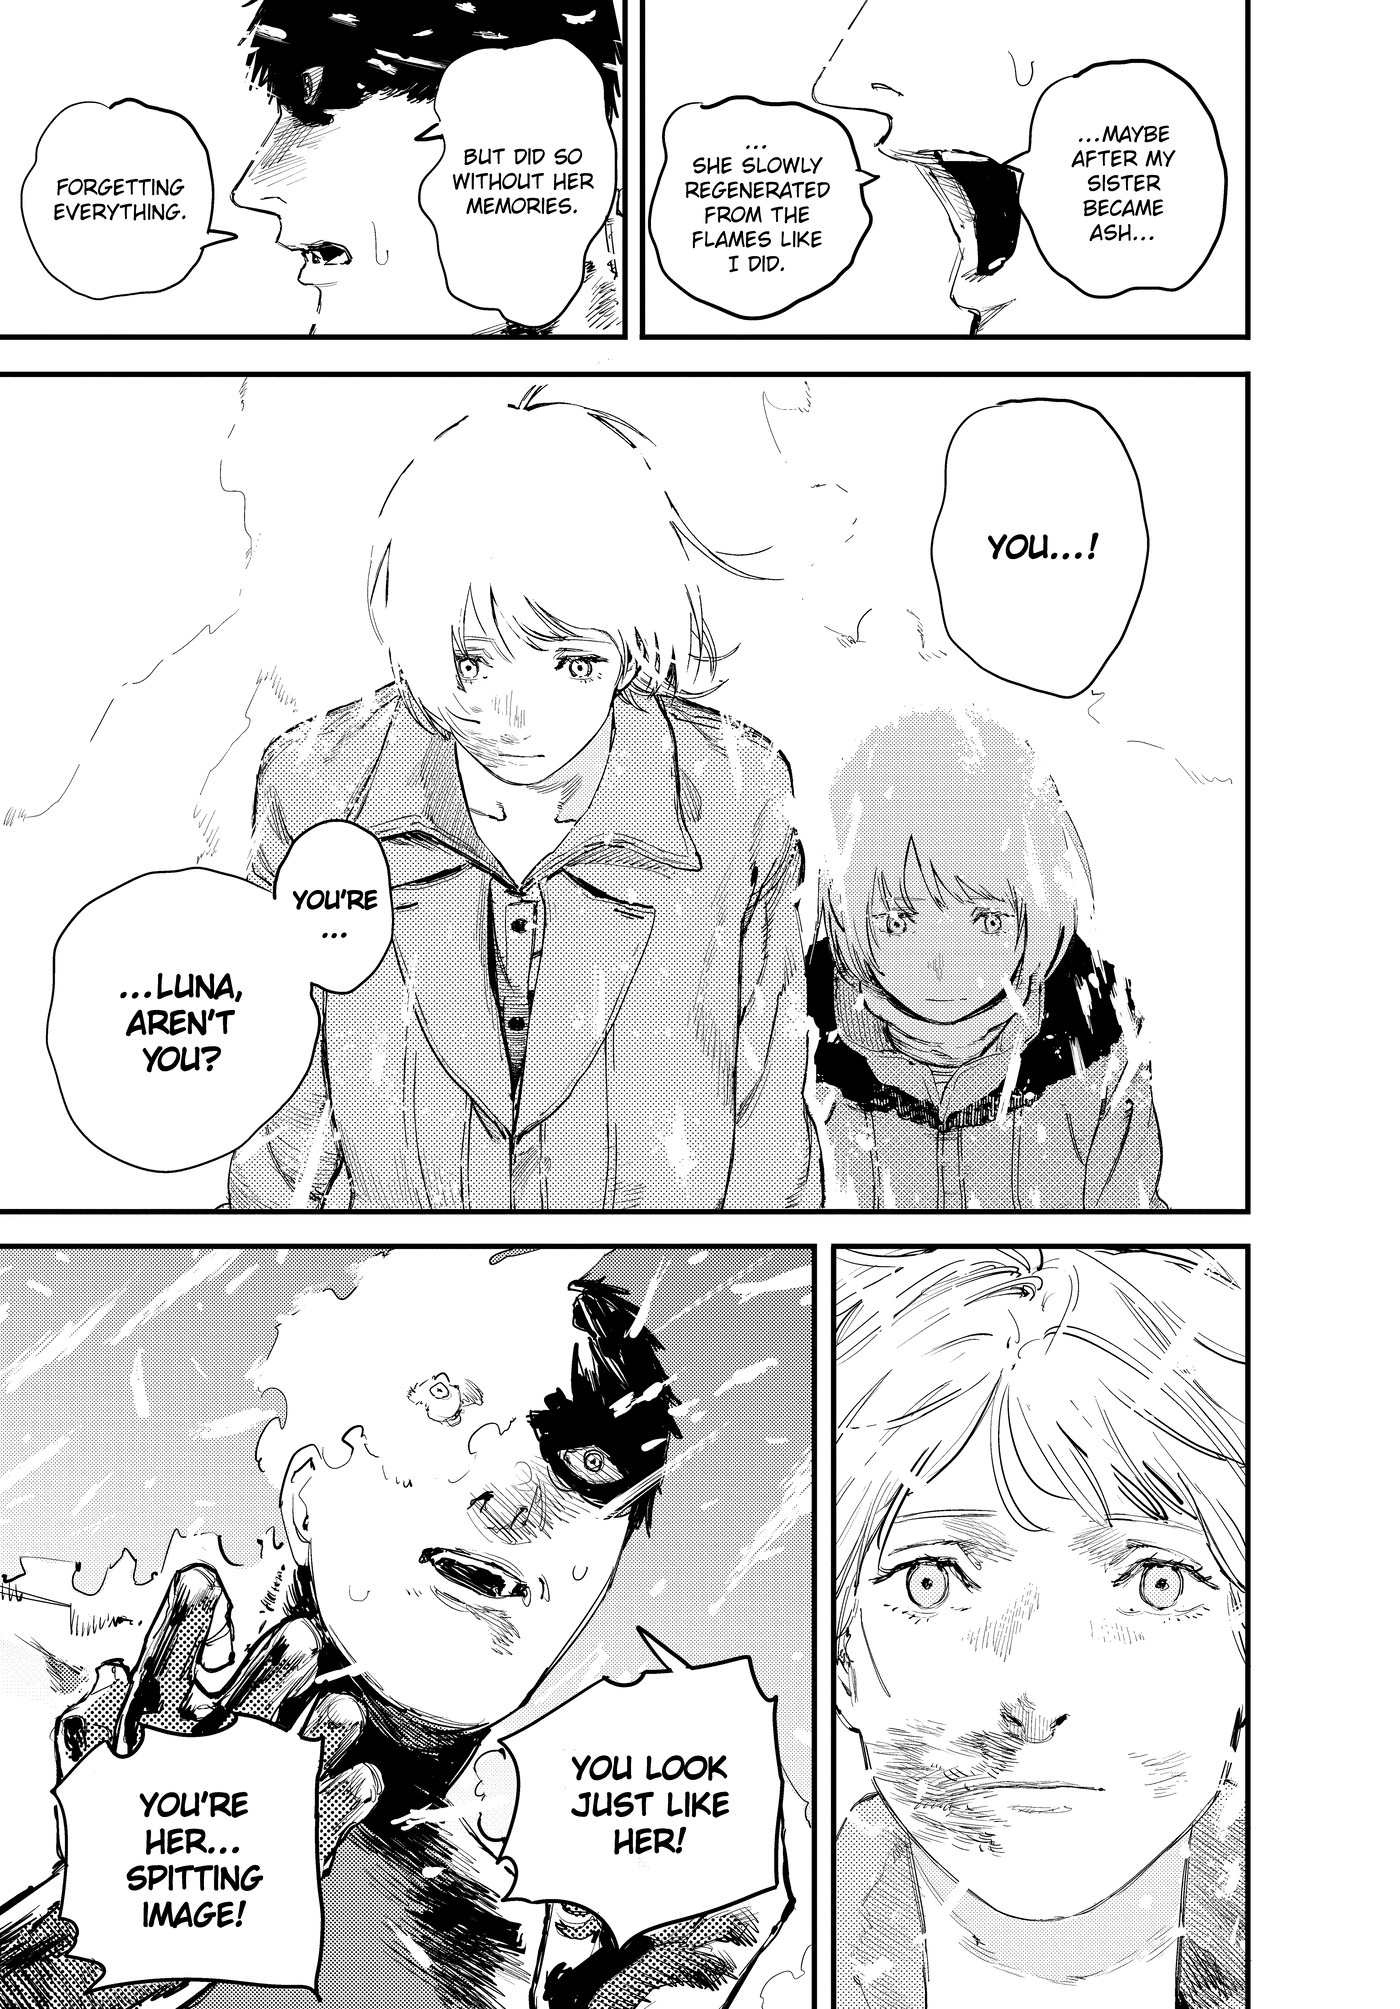 ...MAYBE
AFTER MY
SISTER
BECAME
ASH...
...
SHE SLOWLY
REGENERATED
FROM THE
FLAMES LIKE
I DID.
BUT DID SO
WITHOUT HER
MEMORIES.
FORGETTING
EVERYTHING.
YOU...!
YOU'RE
...
...LUNA,
AREN'T
YOU?
YOU LOOK
JUST LIKE
HER!
YOU'RE
HER...
SPITTING
IMAGE!